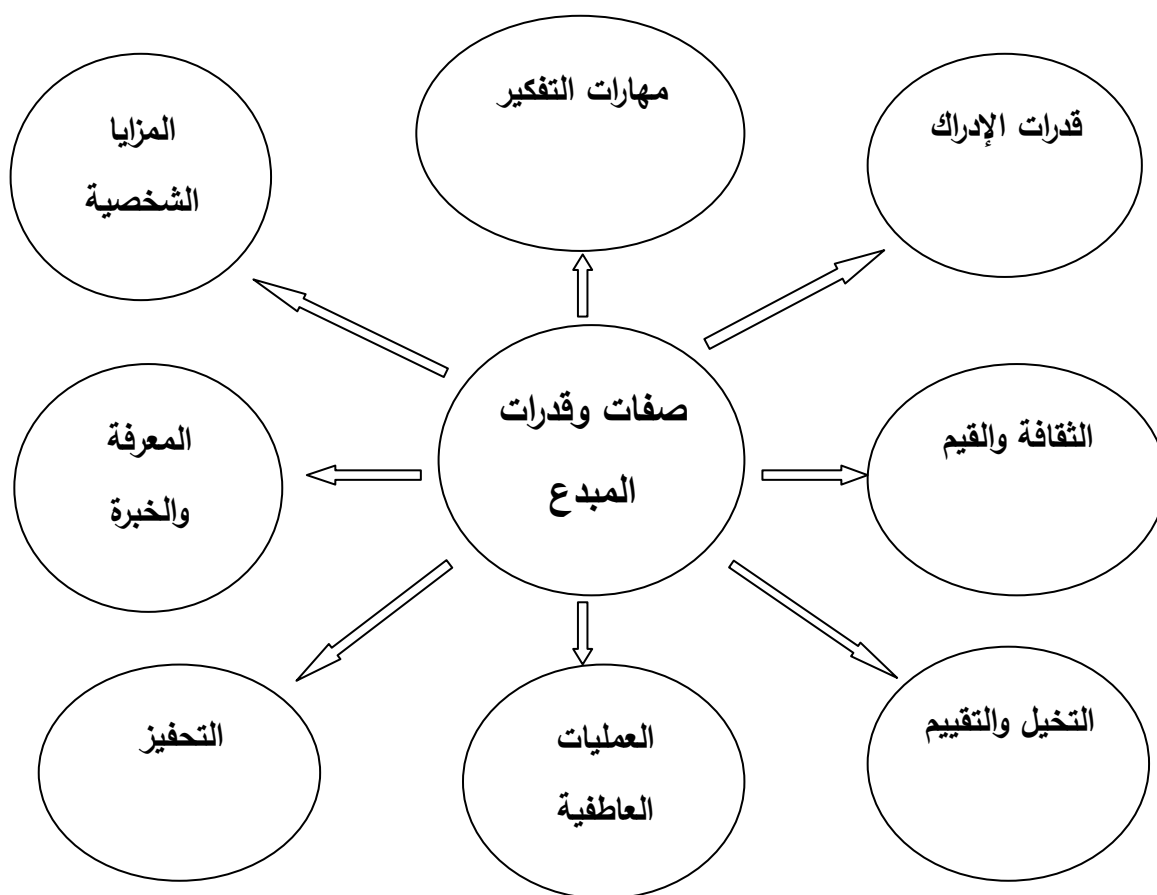 مهارات التفكير
قدرات الإدراك
المزايا
الشخصية
صفات وقدرات
المبدع
الثقافة والقيم
المعرفة
والخبرة
التخيل والتقييم
العمليات
العاطفية
التحفيز